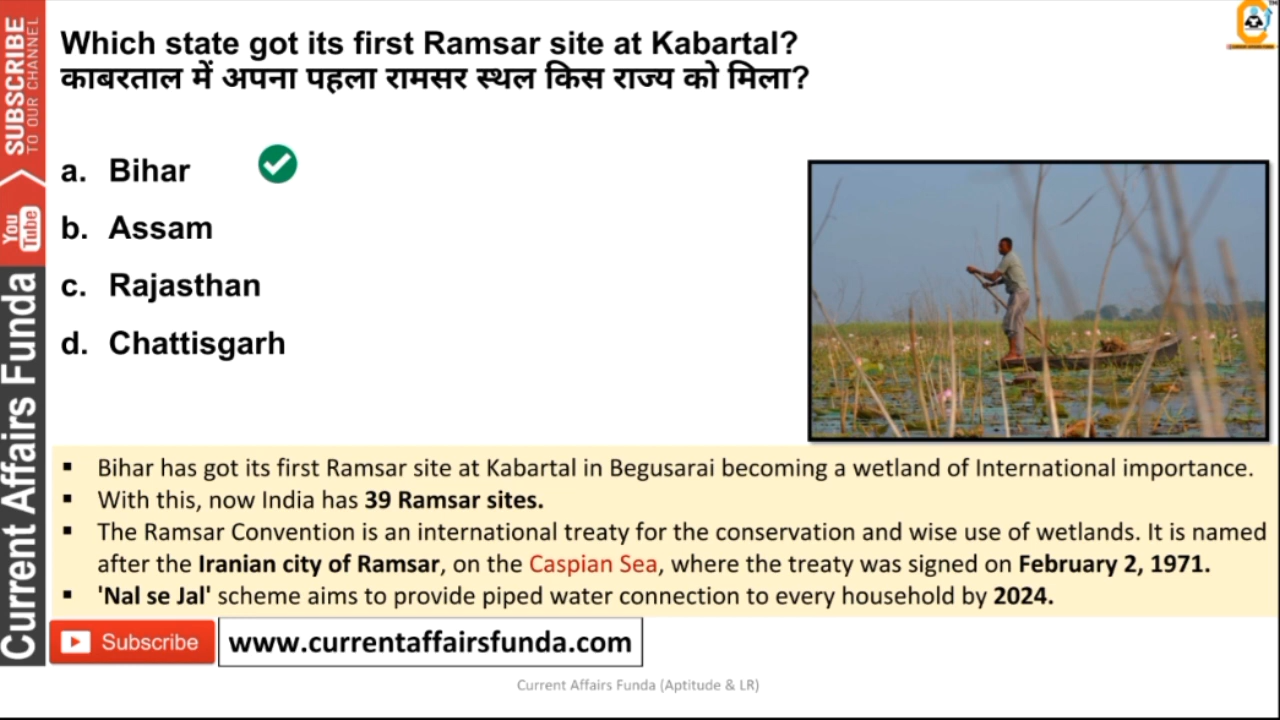 Which state got its first Ramsar site at Kabartal?
काबरताल में अपना पहला रामसर स्थल किस राज्य को मिला?
a. Bihar
b. Assam
c. Rajasthan
d. Chattisgarh
▪ Bihar has got its first Ramsar site at Kabartal in Begusarai becoming a wetland of International importance.
▪ With this, now India has 39 Ramsar sites.
▪ The Ramsar Convention is an international treaty for the conservation and wise use of wetlands. It is named
after the Iranian city of Ramsar, on the Caspian Sea, where the treaty was signed on February 2, 1971.
▪ 'Nal se Jal' scheme aims to provide piped water connection to every household by 2024.
Subscribe
www.currentaffairsfunda.com
Current Affairs Funda (Aptitude & LR)
SUBSCRIBE
TO OUR CHANNEL
You
Tube
Current Affairs Funda